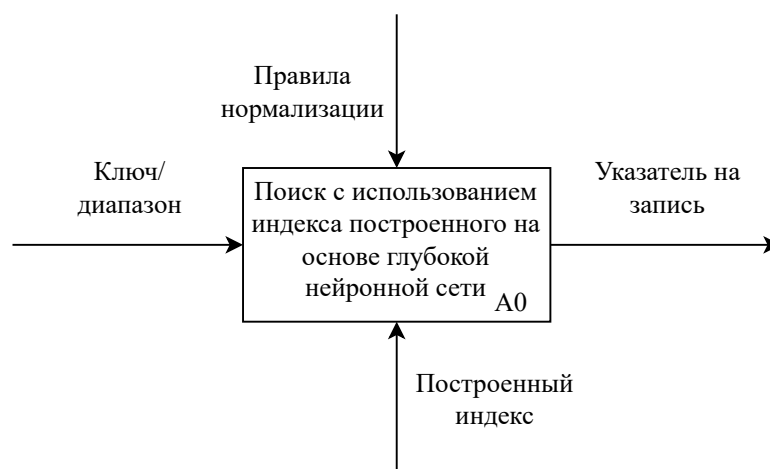 Правила
нормализации
Ключ/
диапазон
Поиск с использованием
индекса построенного на
основе глубокой
нейронной сети
A0
Указатель на
запись
Построенный
индекс